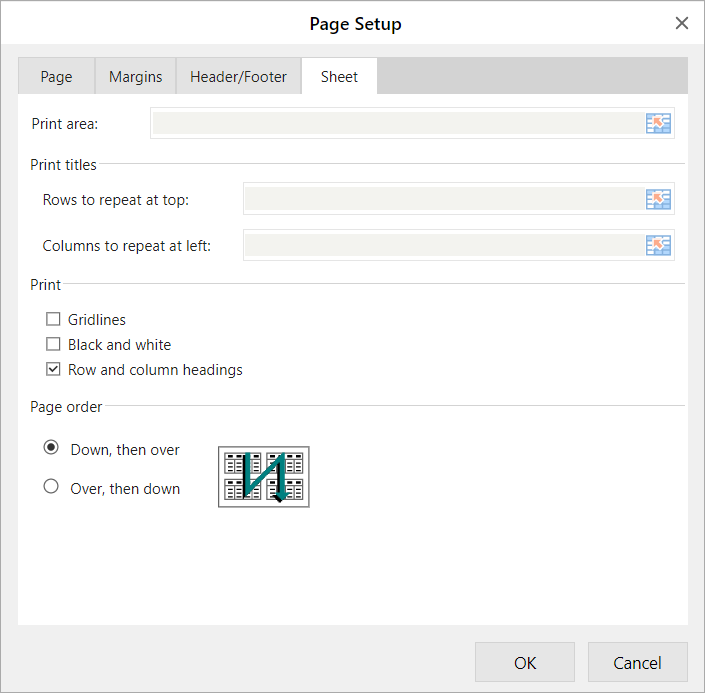 Page Setup
Page Margins Header/Footer Sheet
Print area:
Print titles
Rows to repeat at top:
Columns to repeat at left:
Print
Gridlines
Black and white
Row and column headings
Page order
Down, then over
Over, then down
OK Cancel